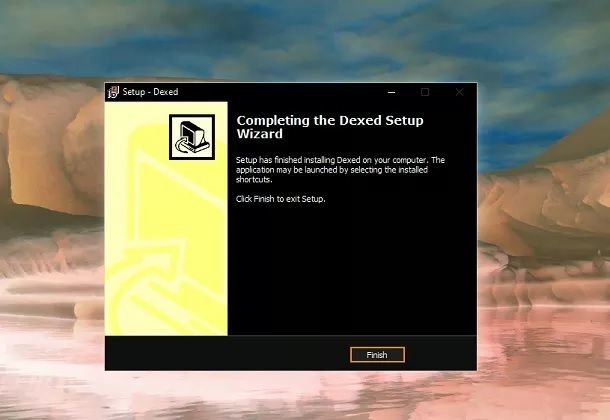 Setup - Dexed
Completing the Dexed Setup
Wizard
Setup has finished installing Dexed on your computer. The
application may be launched by selecting the installed
shortcuts.
Click Finish to exit Setup.
Finish